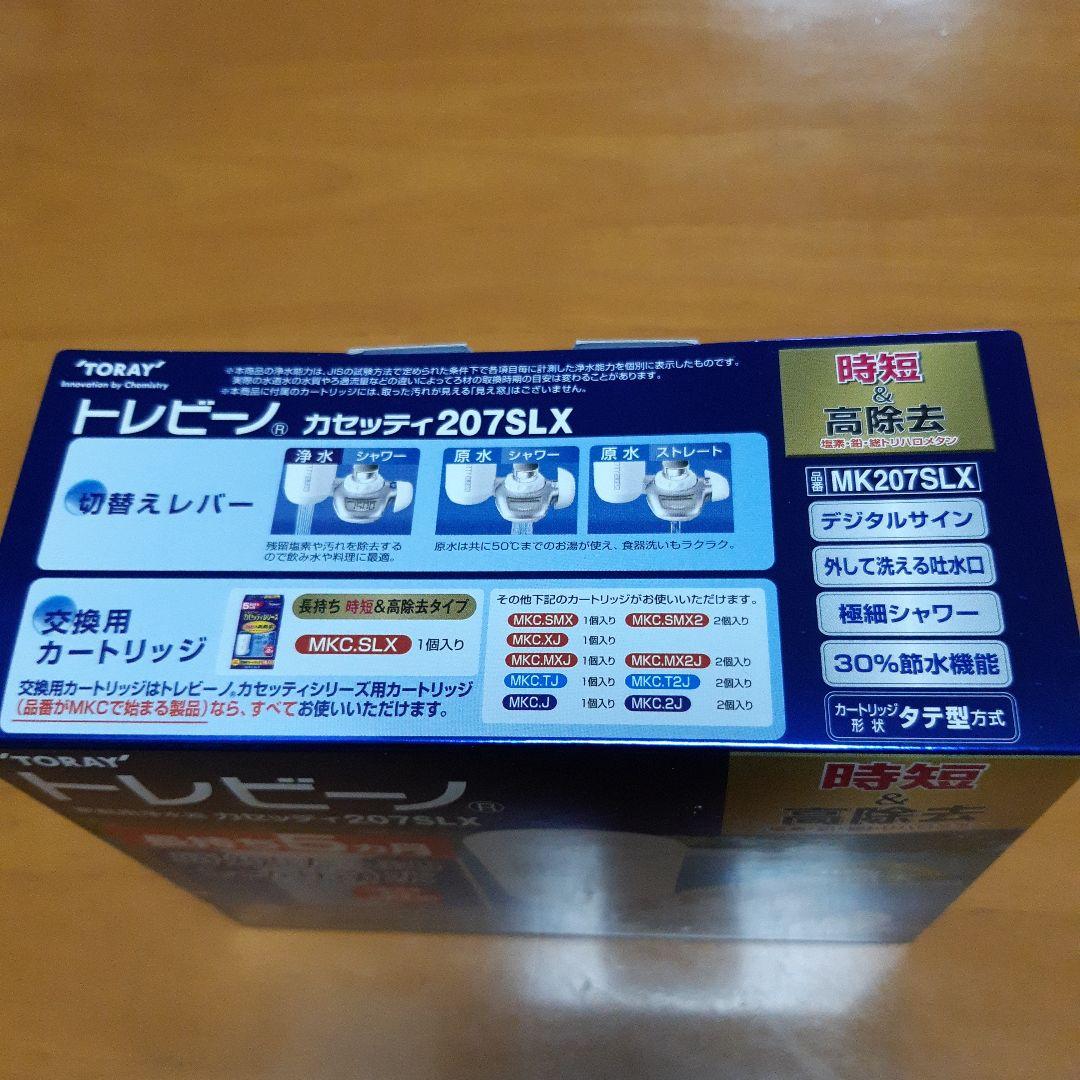 'TORAY'
Innovation by Chemistry
※本商品の浄水能力は、JISの試験方法で定められた条件下で各項目毎に計測した浄水能力を個別に表示したものです。
実際の水道水の水質やろ過流量などの違いによってろ材の取換時期の目安は変わることがあります。
※本商品に付属のカートリッジには、取った汚れが見える「見え窓」はございません。
トレビーノ® カセッティ207SLX
時短
&
高除去
塩素・鉛・総トリハロメタン
切替えレバー
浄水 シャワー
残留塩素や汚れを除去する
ので飲み水や料理に最適。
原水 シャワー
原水 ストレート
原水は共に50℃までのお湯が使え、食器洗いもラクラク。
交換用
カートリッジ
長持ち 時短&高除去タイプ
MKC.SLX 1個入り
交換用カートリッジはトレビーノ®カセッティシリーズ用カートリッジ
(品番がMKCで始まる製品)なら、すべてお使いいただけます。
その他下記のカートリッジがお使いいただけます。
MKC.SMX 1個入り MKC.SMX2 2個入り
MKC.XJ 1個入り
MKC.MXJ 1個入り MKC.MX2J 2個入り
MKC.TJ 1個入り MKC.T2J 2個入り
MKC.J 1個入り MKC.2J 2個入り
品番 MK207SLX
デジタルサイン
外して洗える吐水口
極細シャワー
30%節水機能
カートリッジ形状 タテ型方式
'TORAY'
トレビーノ®
カセッティ207SLX
時短
&
高除去
長持ち5カ月